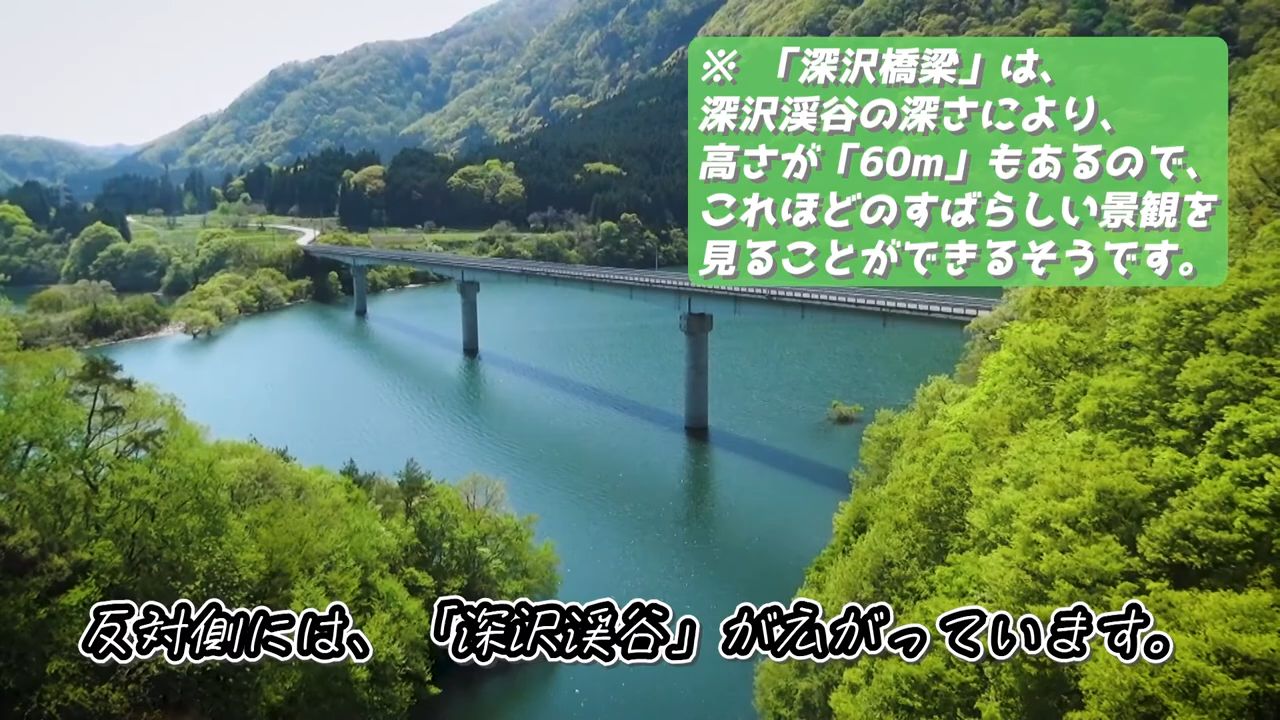 ※ 「深沢橋梁」は、
深沢渓谷の深さにより、
高さが「60m」もあるので、
これほどのすばらしい景観を
見ることができるそうです。
反対側には、「深沢渓谷」が広がっています。